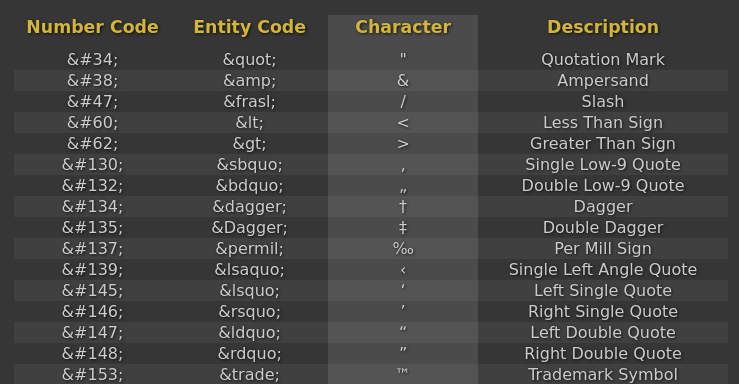 Number Code Entity Code Character Description
&#34; &quot; " Quotation Mark
&#38; &amp; & Ampersand
&#47; &frasl; / Slash
&#60; &lt; < Less Than Sign
&#62; &gt; > Greater Than Sign
&#130; &sbquo; ‚ Single Low-9 Quote
&#132; &bdquo; „ Double Low-9 Quote
&#134; &dagger; † Dagger
&#135; &Dagger; ‡ Double Dagger
&#137; &permil; ‰ Per Mill Sign
&#139; &lsaquo; ‹ Single Left Angle Quote
&#145; &lsquo; ‘ Left Single Quote
&#146; &rsquo; ’ Right Single Quote
&#147; &ldquo; “ Left Double Quote
&#148; &rdquo; ” Right Double Quote
&#153; &trade; ™ Trademark Symbol